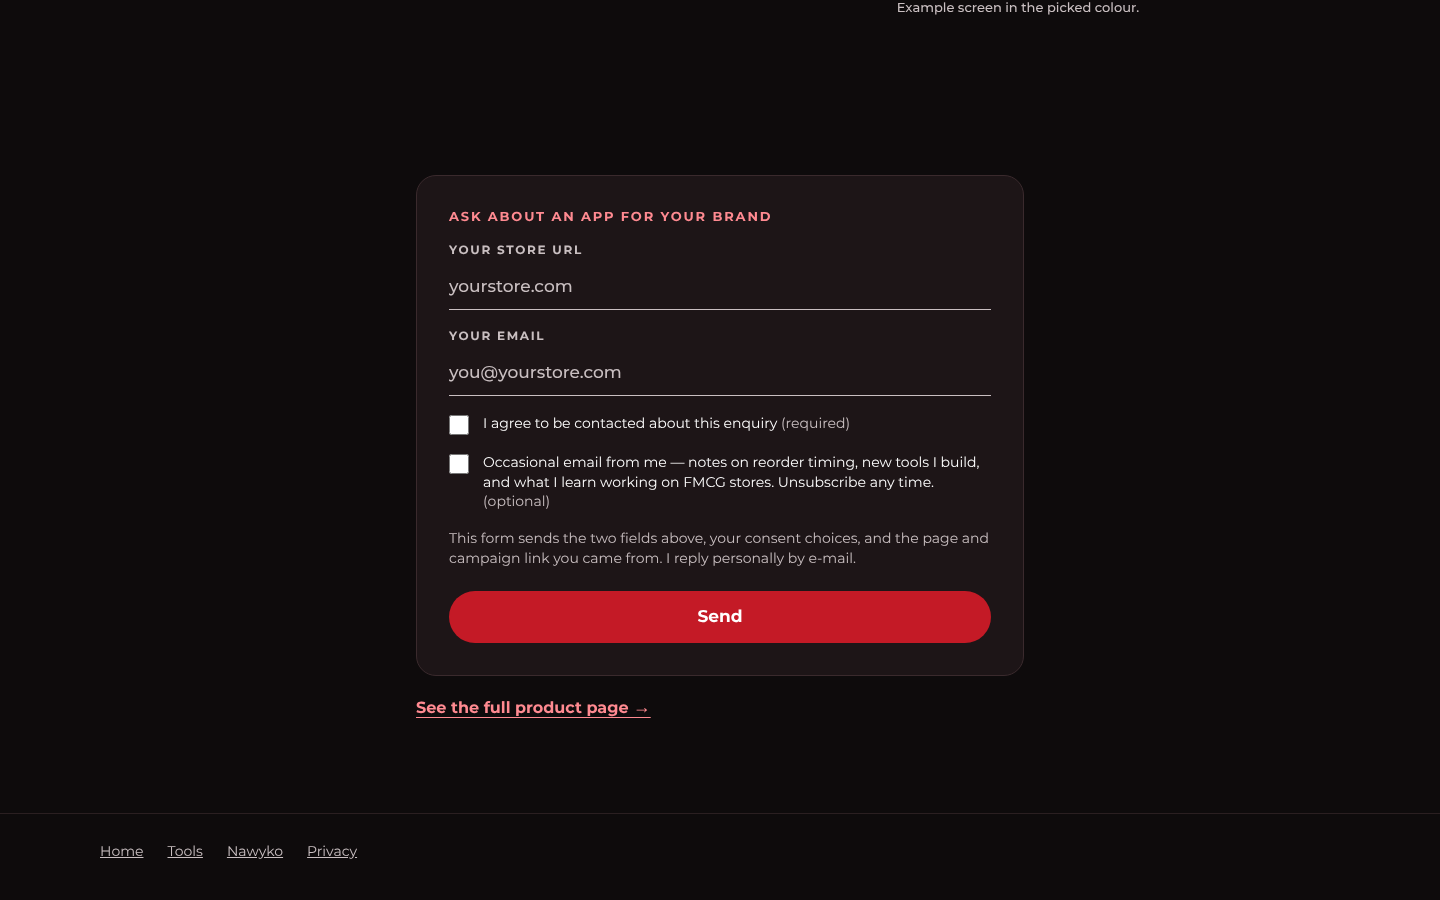 Example screen in the picked colour.
ASK ABOUT AN APP FOR YOUR BRAND
YOUR STORE URL
yourstore.com
YOUR EMAIL
you@yourstore.com
I agree to be contacted about this enquiry (required)
Occasional email from me — notes on reorder timing, new tools I build,
and what I learn working on FMCG stores. Unsubscribe any time.
(optional)
This form sends the two fields above, your consent choices, and the page and
campaign link you came from. I reply personally by e-mail.
Send
See the full product page →
Home Tools Nawyko Privacy